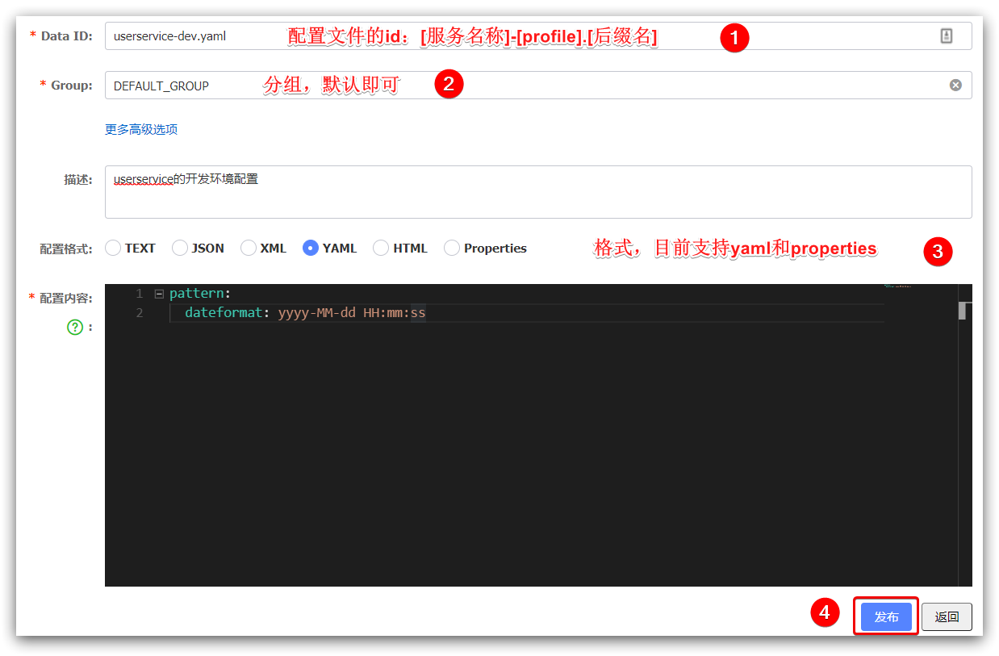 * Data ID: userservice-dev.yaml 配置文件的id：[服务名称]-[profile].[后缀名] 1
* Group: DEFAULT_GROUP 分组，默认即可 2
更多高级选项
描述: userservice的开发环境配置
配置格式: TEXT JSON XML YAML HTML Properties 格式，目前支持yaml和properties 3
* 配置内容: 1 pattern:
? : 2 dateformat: yyyy-MM-dd HH:mm:ss
4 发布 返回